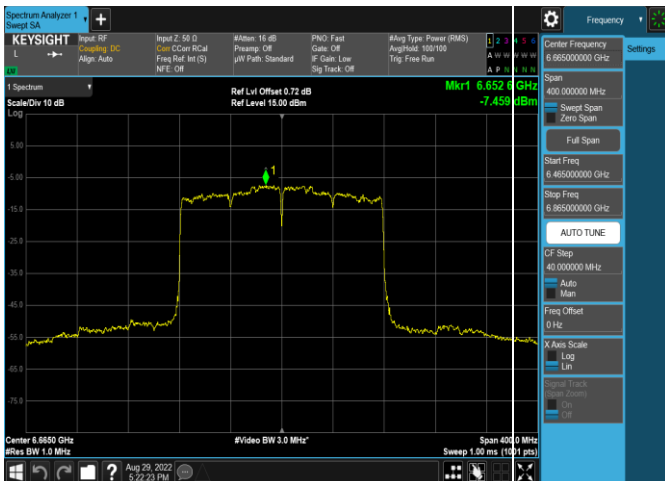 Spectrum Analyzer 1
Swept SA
KEYSIGHT
L
LW
Input: RF
Coupling: DC
Align: Auto
Input Z: 50 Ω
Corr CCorr RCal
Freq Ref: Int (S)
NFE: Off
#Atten: 16 dB
Preamp: Off
µW Path: Standard
PNO: Fast
Gate: Off
IF Gain: Low
Sig Track: Off
#Avg Type: Power (RMS)
Avg|Hold: 100/100
Trig: Free Run
1 2 3 4 5 6
A W W W W W
A P N N N N
1 Spectrum
Scale/Div 10 dB
Log
Ref Lvl Offset 0.72 dB
Ref Level 15.00 dBm
Mkr1 6.652 6 GHz
-7.459 dBm
1
5.00
-5.00
-15.0
-25.0
-35.0
-45.0
-55.0
-65.0
-75.0
Center 6.6650 GHz
#Res BW 1.0 MHz
#Video BW 3.0 MHz*
Span 400.0 MHz
Sweep 1.00 ms (1001 pts)
Aug 29, 2022
5:22:23 PM
Frequency
Settings
Center Frequency
6.665000000 GHz
Span
400.000000 MHz
Swept Span
Zero Span
Full Span
Start Freq
6.465000000 GHz
Stop Freq
6.865000000 GHz
AUTO TUNE
CF Step
40.000000 MHz
Auto
Man
Freq Offset
0 Hz
X Axis Scale
Log
Lin
Signal Track
(Span Zoom)
On
Off